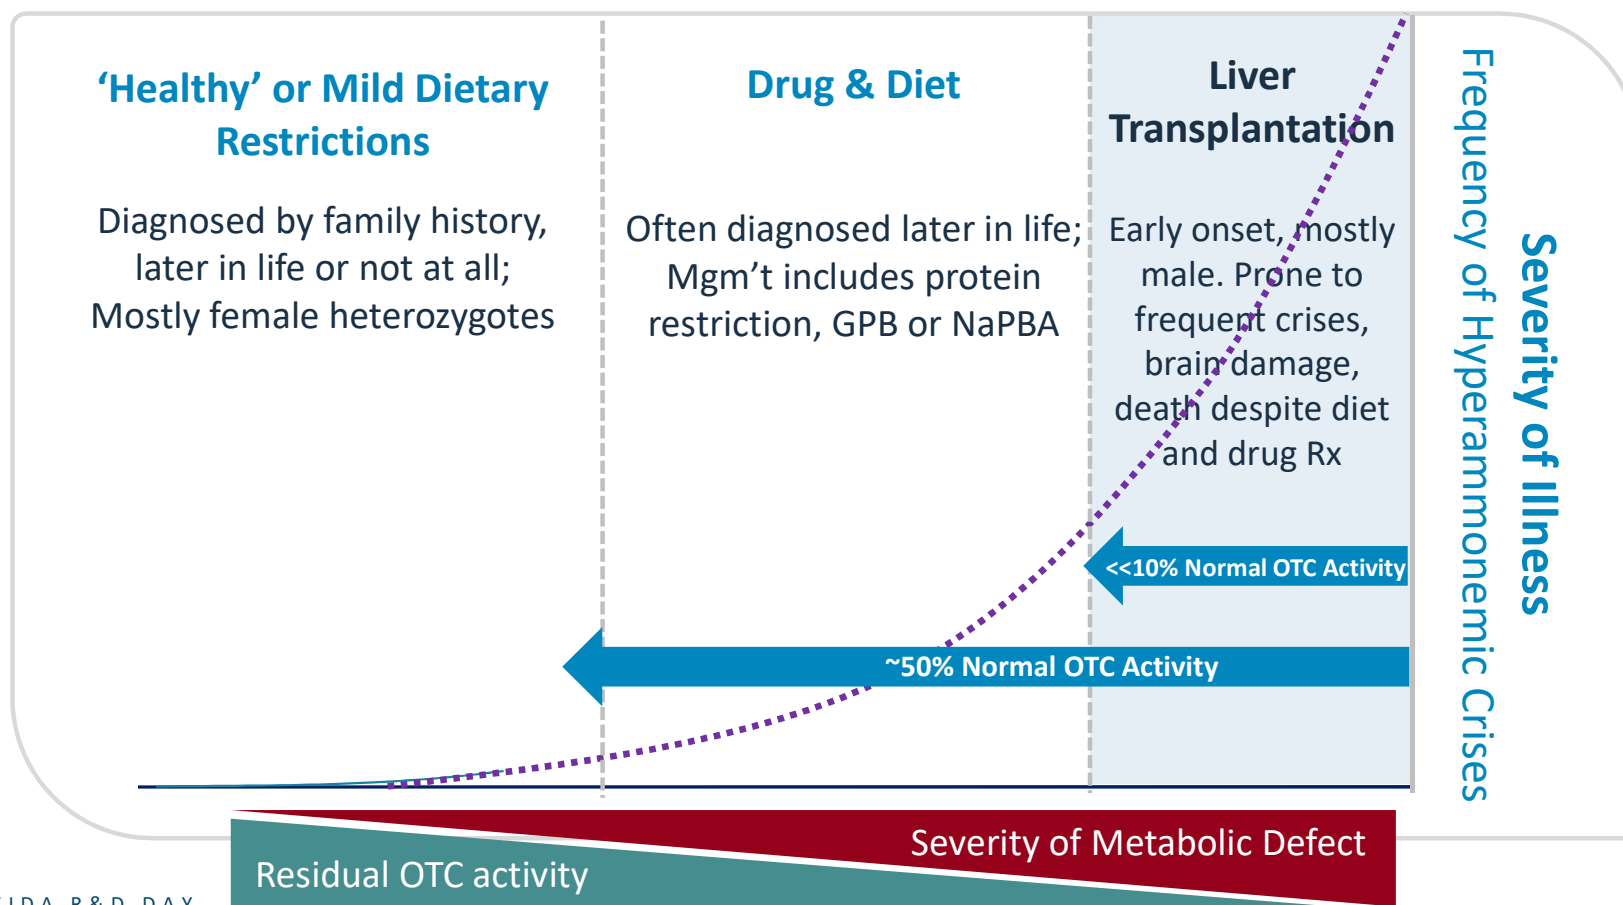 ‘Healthy’ or Mild Dietary
Restrictions
Diagnosed by family history,
later in life or not at all;
Mostly female heterozygotes
Drug & Diet
Often diagnosed later in life;
Mgm’t includes protein
restriction, GPB or NaPBA
Liver
Transplantation
Early onset, mostly
male. Prone to
frequent crises,
brain damage,
death despite diet
and drug Rx
<<10% Normal OTC Activity
~50% Normal OTC Activity
Severity of Illness
Frequency of Hyperammonemic Crises
Severity of Metabolic Defect
Residual OTC activity
R&D DAY